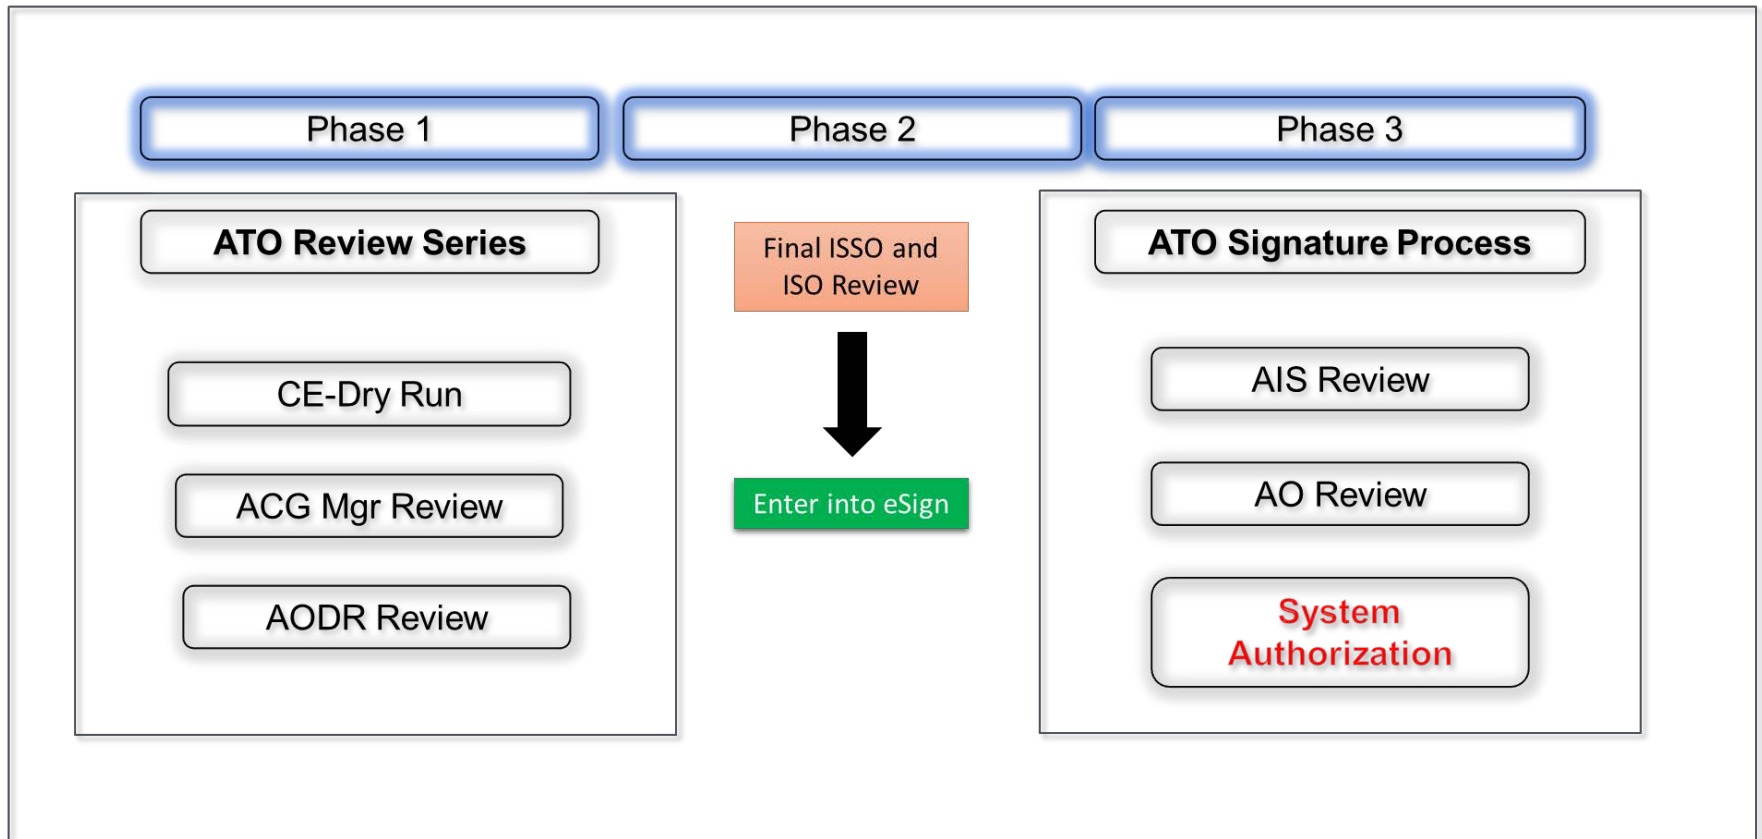 Phase 1
Phase 2
Phase 3
ATO Review Series
CE-Dry Run
ACG Mgr Review
AODR Review
Final ISSO and
ISO Review
Enter into eSign
ATO Signature Process
AIS Review
AO Review
System
Authorization